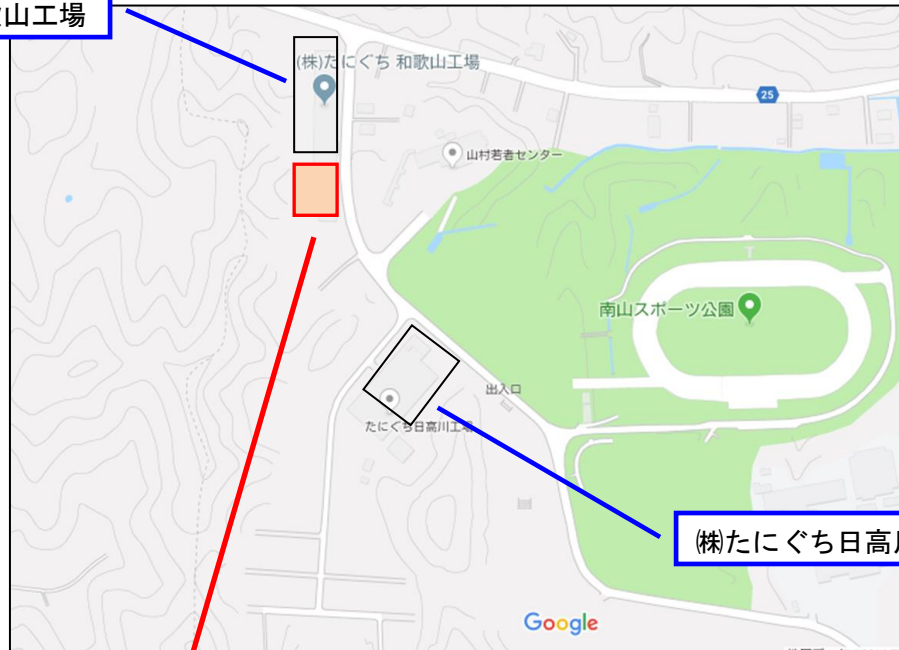 山工場
(株)たにぐち 和歌山工場
25
山村若者センター
南山スポーツ公園
出入口
たにぐち日高川工場
㈱たにぐち日高
Google